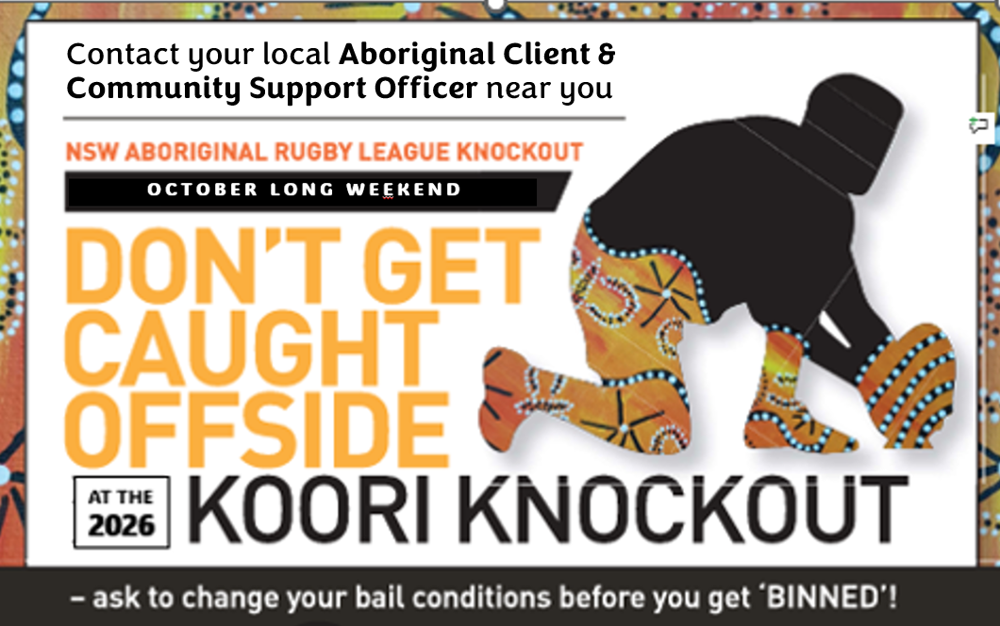 Contact your local Aboriginal Client &
Community Support Officer near you
NSW ABORIGINAL RUGBY LEAGUE KNOCKOUT
OCTOBER LONG WEEKEND
DON'T GET
CAUGHT
OFFSIDE
AT THE
2026
KOORI KNOCKOUT
– ask to change your bail conditions before you get ‘BINNED’!